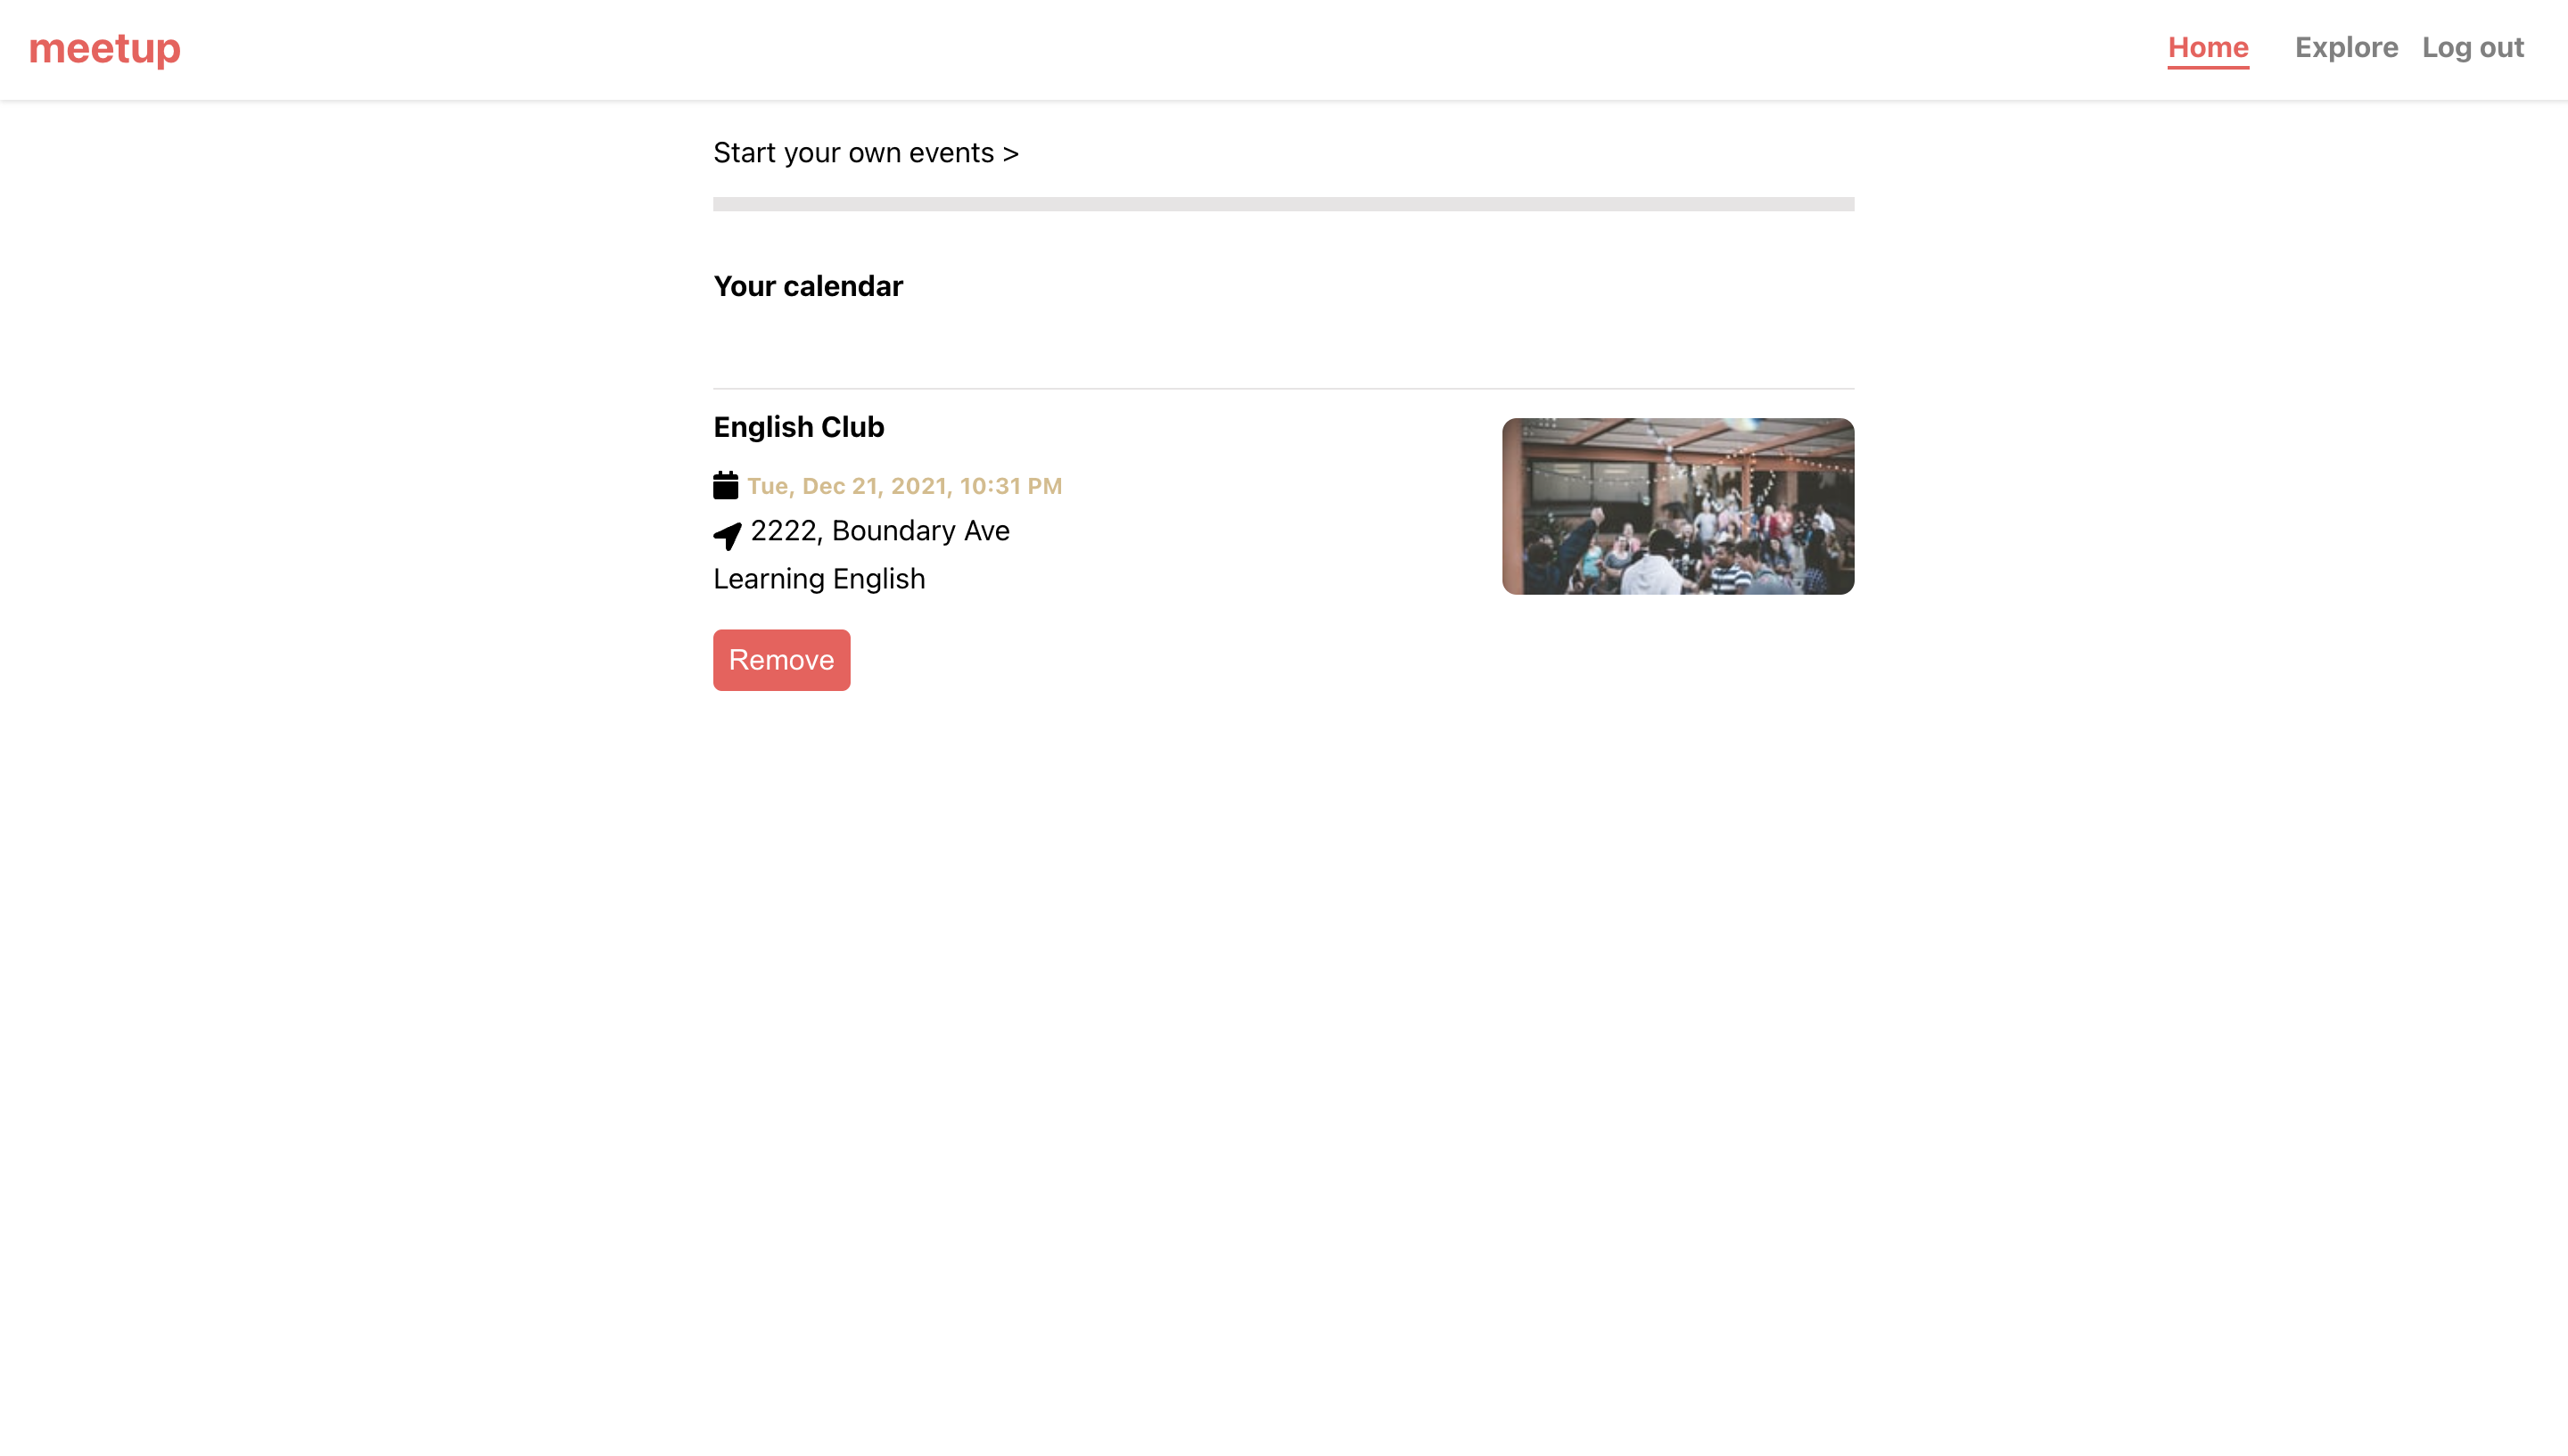 meetup
Home Explore Log out
Start your own events >
Your calendar
English Club
Tue, Dec 21, 2021, 10:31 PM
2222, Boundary Ave
Learning English
Remove